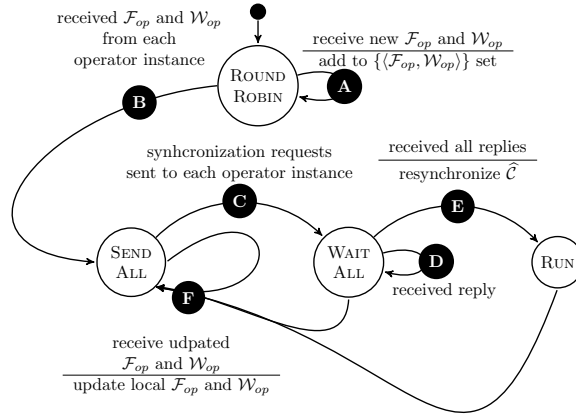 received F_op and W_op
from each
operator instance
receive new F_op and W_op
add to {⟨F_op, W_op⟩} set
ROUND
ROBIN
A
B
synhcronization requests
sent to each operator instance
received all replies
resynchronize Ĉ
C
E
SEND
ALL
WAIT
ALL
D
RUN
received reply
F
receive udpated
F_op and W_op
update local F_op and W_op